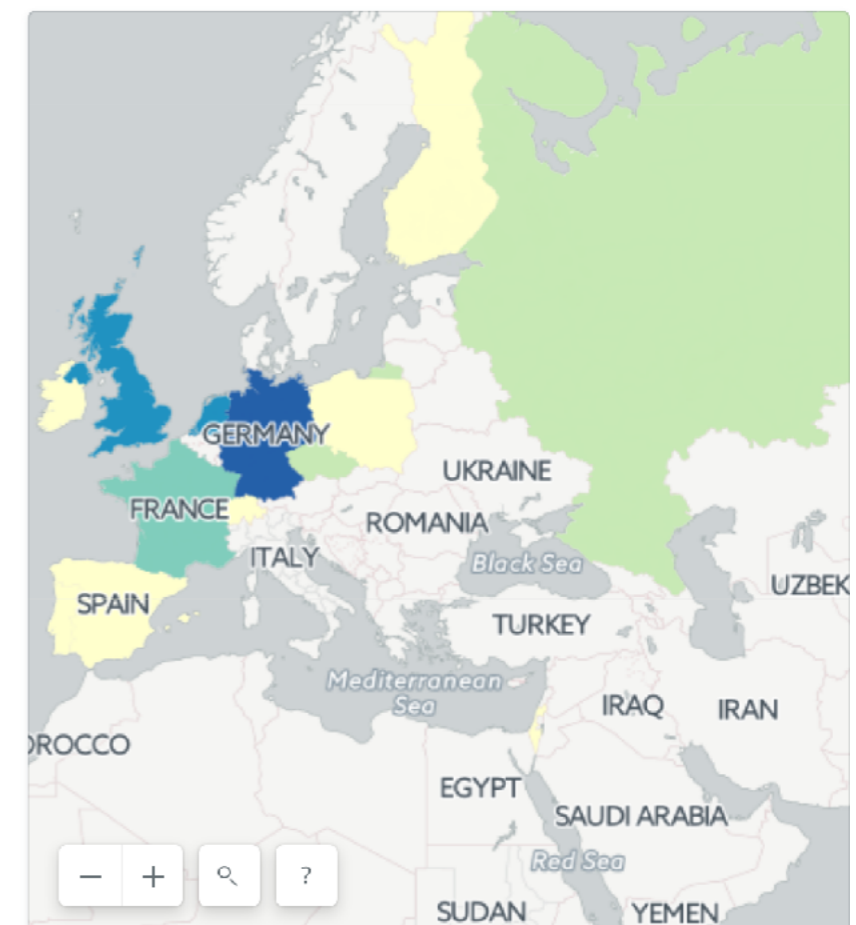 GERMANY
UKRAINE
FRANCE
ROMANIA
ITALY
Black Sea
UZBEK
SPAIN
TURKEY
Mediterranean
Sea
IRAQ
IRAN
OROCCO
EGYPT
SAUDI ARABIA
Red Sea
− +
?
SUDAN
YEMEN